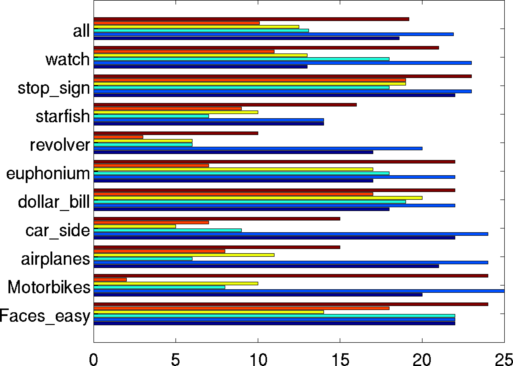 all
watch
stop_sign
starfish
revolver
euphonium
dollar_bill
car_side
airplanes
Motorbikes
Faces_easy
0 5 10 15 20 25